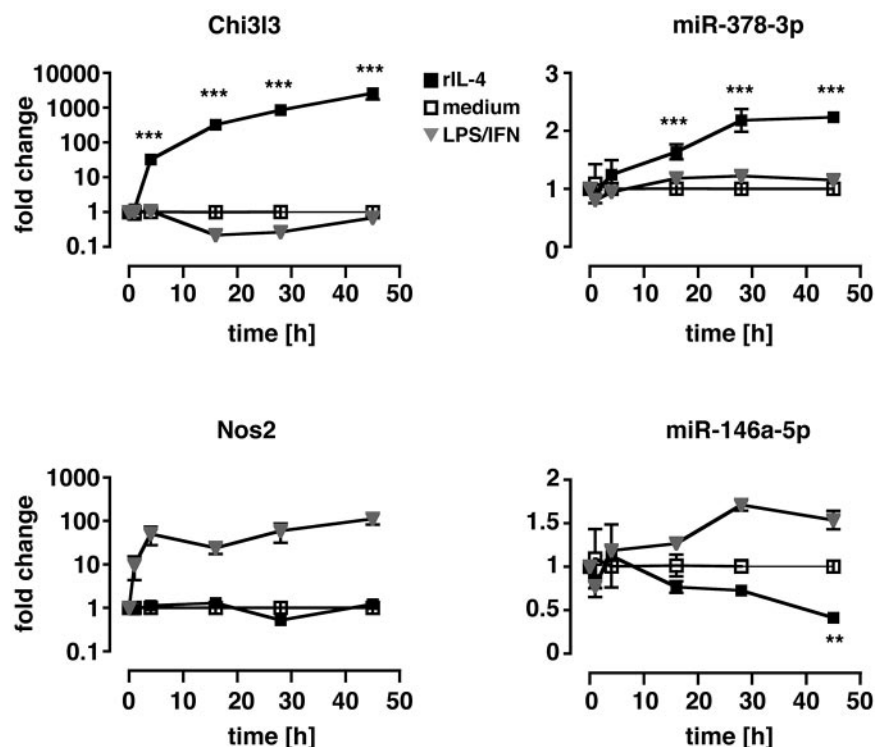 Chi3l3
10000
1000
100
10
1
0.1
fold change
***
***
***
***
0 10 20 30 40 50
time [h]
rIL-4
medium
LPS/IFN
miR-378-3p
3
2
1
0
***
***
***
0 10 20 30 40 50
time [h]
Nos2
1000
100
10
1
0.1
fold change
0 10 20 30 40 50
time [h]
miR-146a-5p
2
1.5
1
0.5
0
**
0 10 20 30 40 50
time [h]